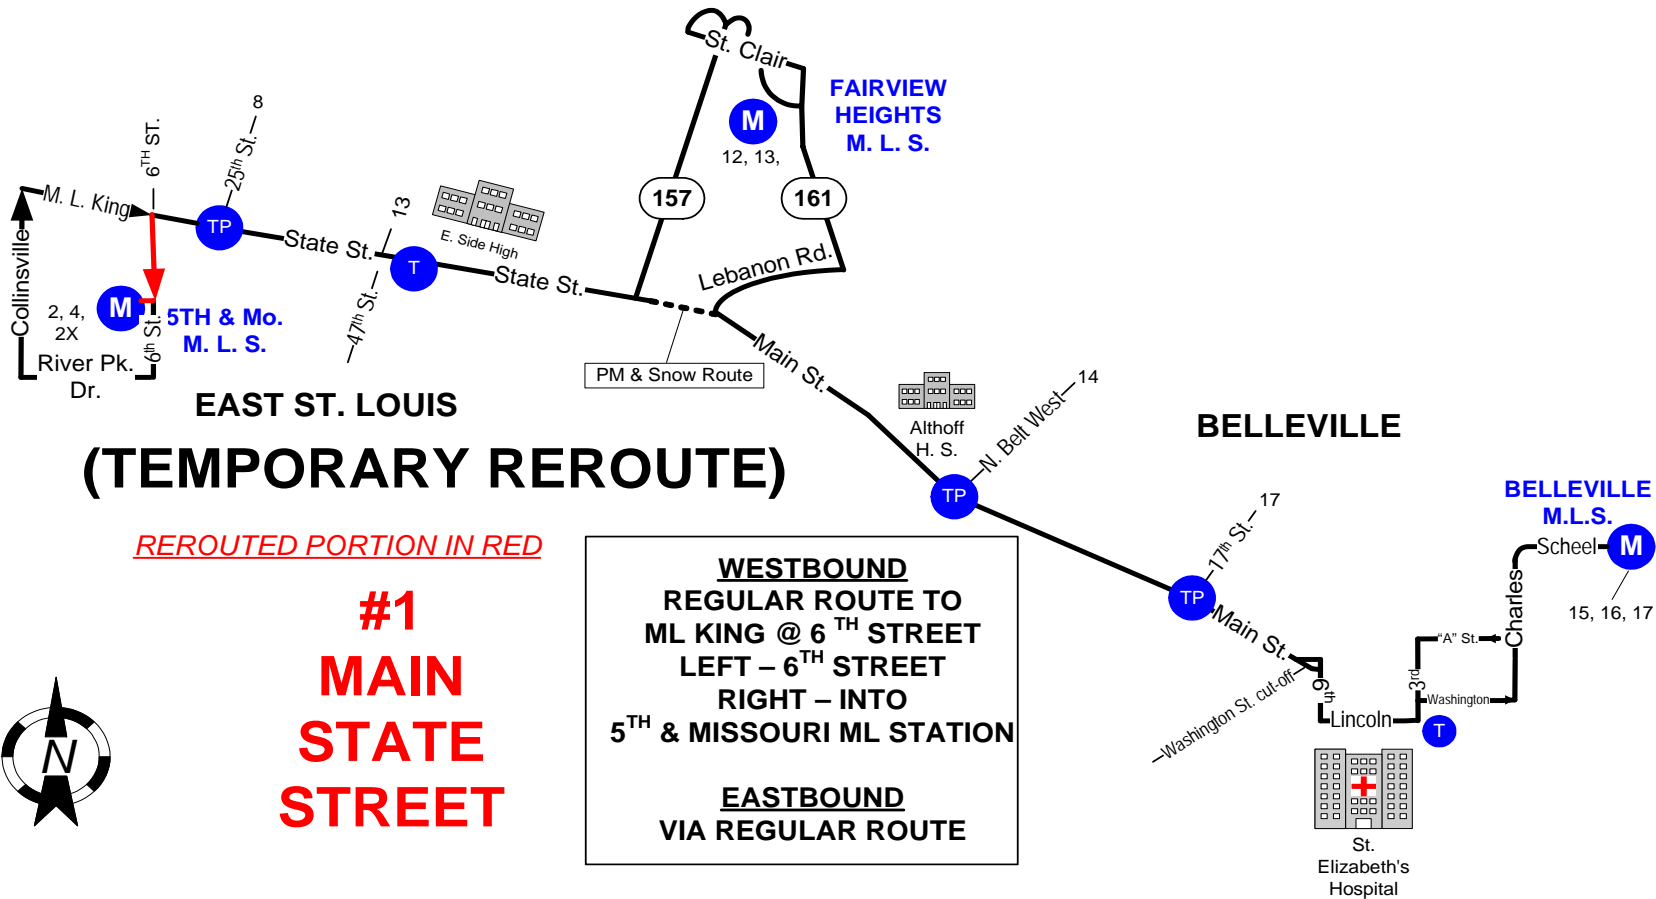 St. Clair
FAIRVIEW
HEIGHTS
M. L. S.
M
12, 13,
157
161
Lebanon Rd.
6TH ST.
8
25th St.
M. L. King
TP
13
State St.
T
E. Side High
State St.
47th St.
Collinsville
2, 4,
2X
M
5TH & Mo.
M. L. S.
6th St.
River Pk.
Dr.
PM & Snow Route
Main St.
EAST ST. LOUIS
(TEMPORARY REROUTE)
Althoff
H. S.
14
N. Belt West
TP
BELLEVILLE
BELLEVILLE
M.L.S.
Scheel
M
15, 16, 17
17
17th St.
TP
Main St.
Charles
"A" St.
3rd
Washington
6th
Lincoln
T
Washington St. cut-off
St.
Elizabeth's
Hospital
REROUTED PORTION IN RED
#1
MAIN
STATE
STREET
N
WESTBOUND
REGULAR ROUTE TO
ML KING @ 6 TH STREET
LEFT – 6TH STREET
RIGHT – INTO
5TH & MISSOURI ML STATION
EASTBOUND
VIA REGULAR ROUTE